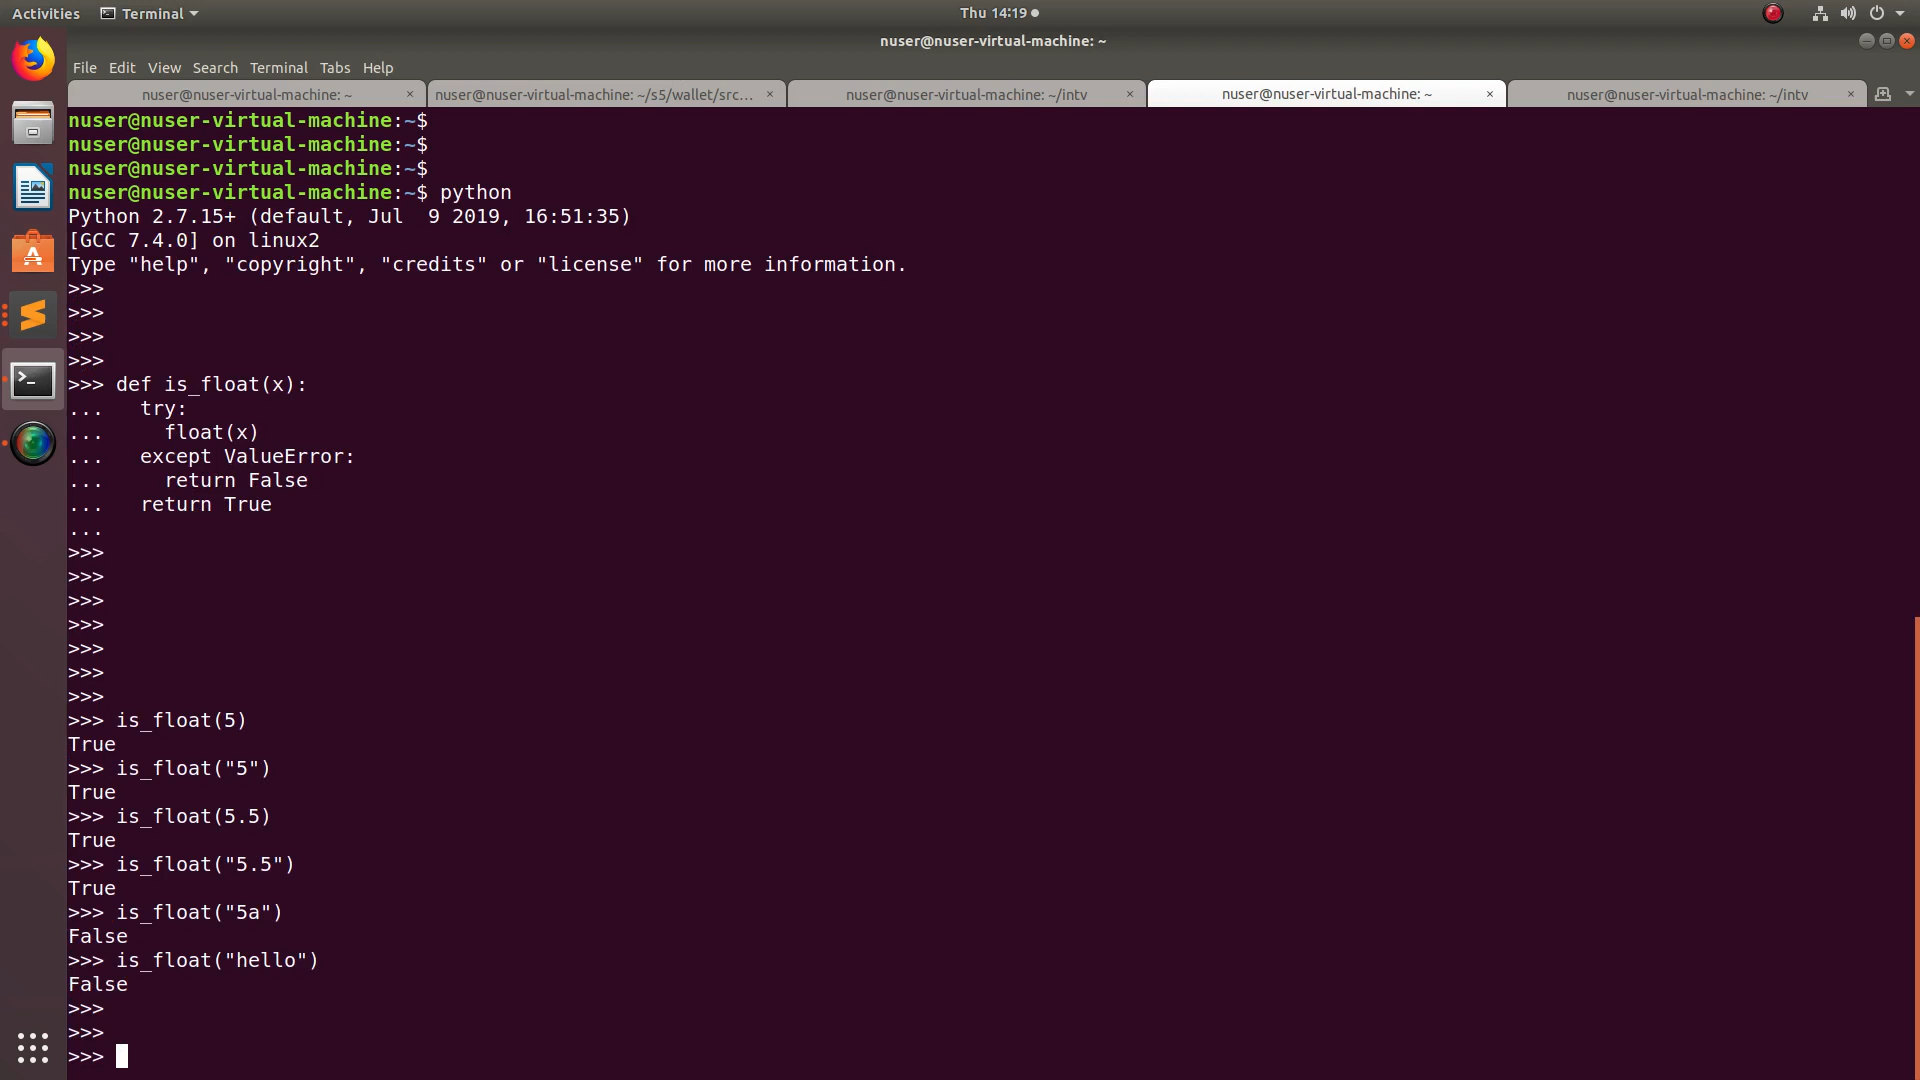 Activities Terminal Thu 14:19
nuser@nuser-virtual-machine: ~
File Edit View Search Terminal Tabs Help
nuser@nuser-virtual-machine: ~ × nuser@nuser-virtual-machine: ~/s5/wallet/src... × nuser@nuser-virtual-machine: ~/intv × nuser@nuser-virtual-machine: ~ × nuser@nuser-virtual-machine: ~/intv ×
nuser@nuser-virtual-machine:~$
nuser@nuser-virtual-machine:~$
nuser@nuser-virtual-machine:~$
nuser@nuser-virtual-machine:~$ python
Python 2.7.15+ (default, Jul  9 2019, 16:51:35)
[GCC 7.4.0] on linux2
Type "help", "copyright", "credits" or "license" for more information.
>>>
>>>
>>>
>>>
>>> def is_float(x):
...   try:
...     float(x)
...   except ValueError:
...     return False
...   return True
...
>>>
>>>
>>>
>>>
>>>
>>>
>>>
>>> is_float(5)
True
>>> is_float("5")
True
>>> is_float(5.5)
True
>>> is_float("5.5")
True
>>> is_float("5a")
False
>>> is_float("hello")
False
>>>
>>>
>>>